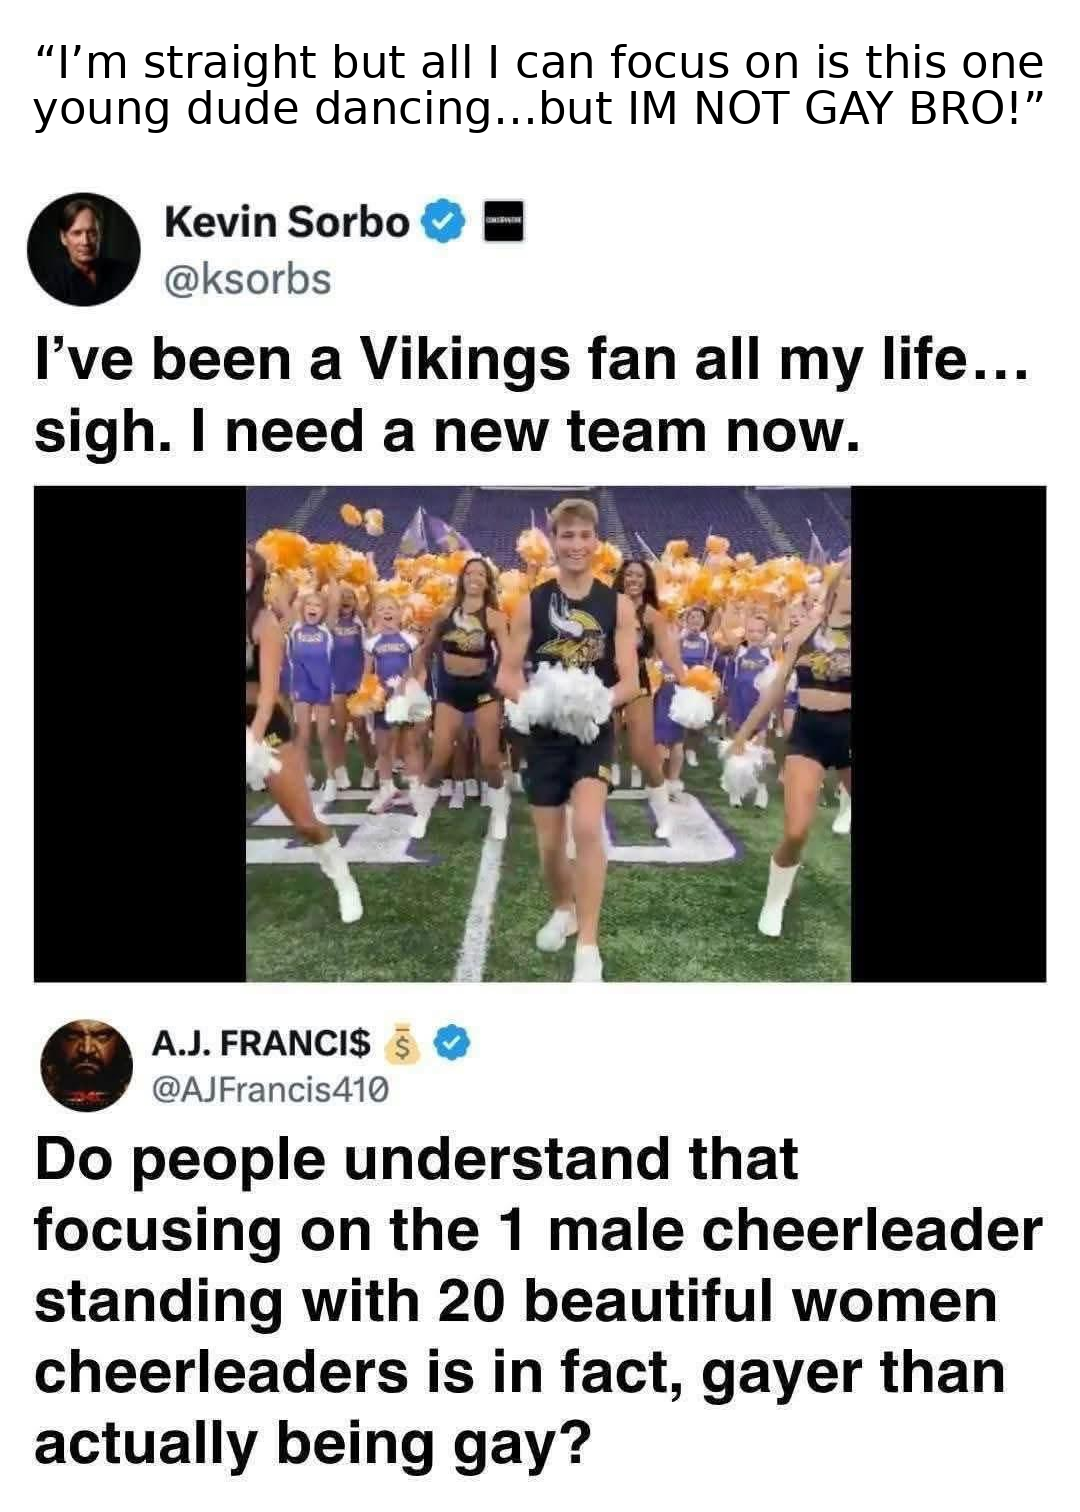 “I’m straight but all I can focus on is this one
young dude dancing...but IM NOT GAY BRO!”
Kevin Sorbo
CONSERVATIVE
@ksorbs
I’ve been a Vikings fan all my life…
sigh. I need a new team now.
A.J. FRANCI$
@AJFrancis410
Do people understand that
focusing on the 1 male cheerleader
standing with 20 beautiful women
cheerleaders is in fact, gayer than
actually being gay?